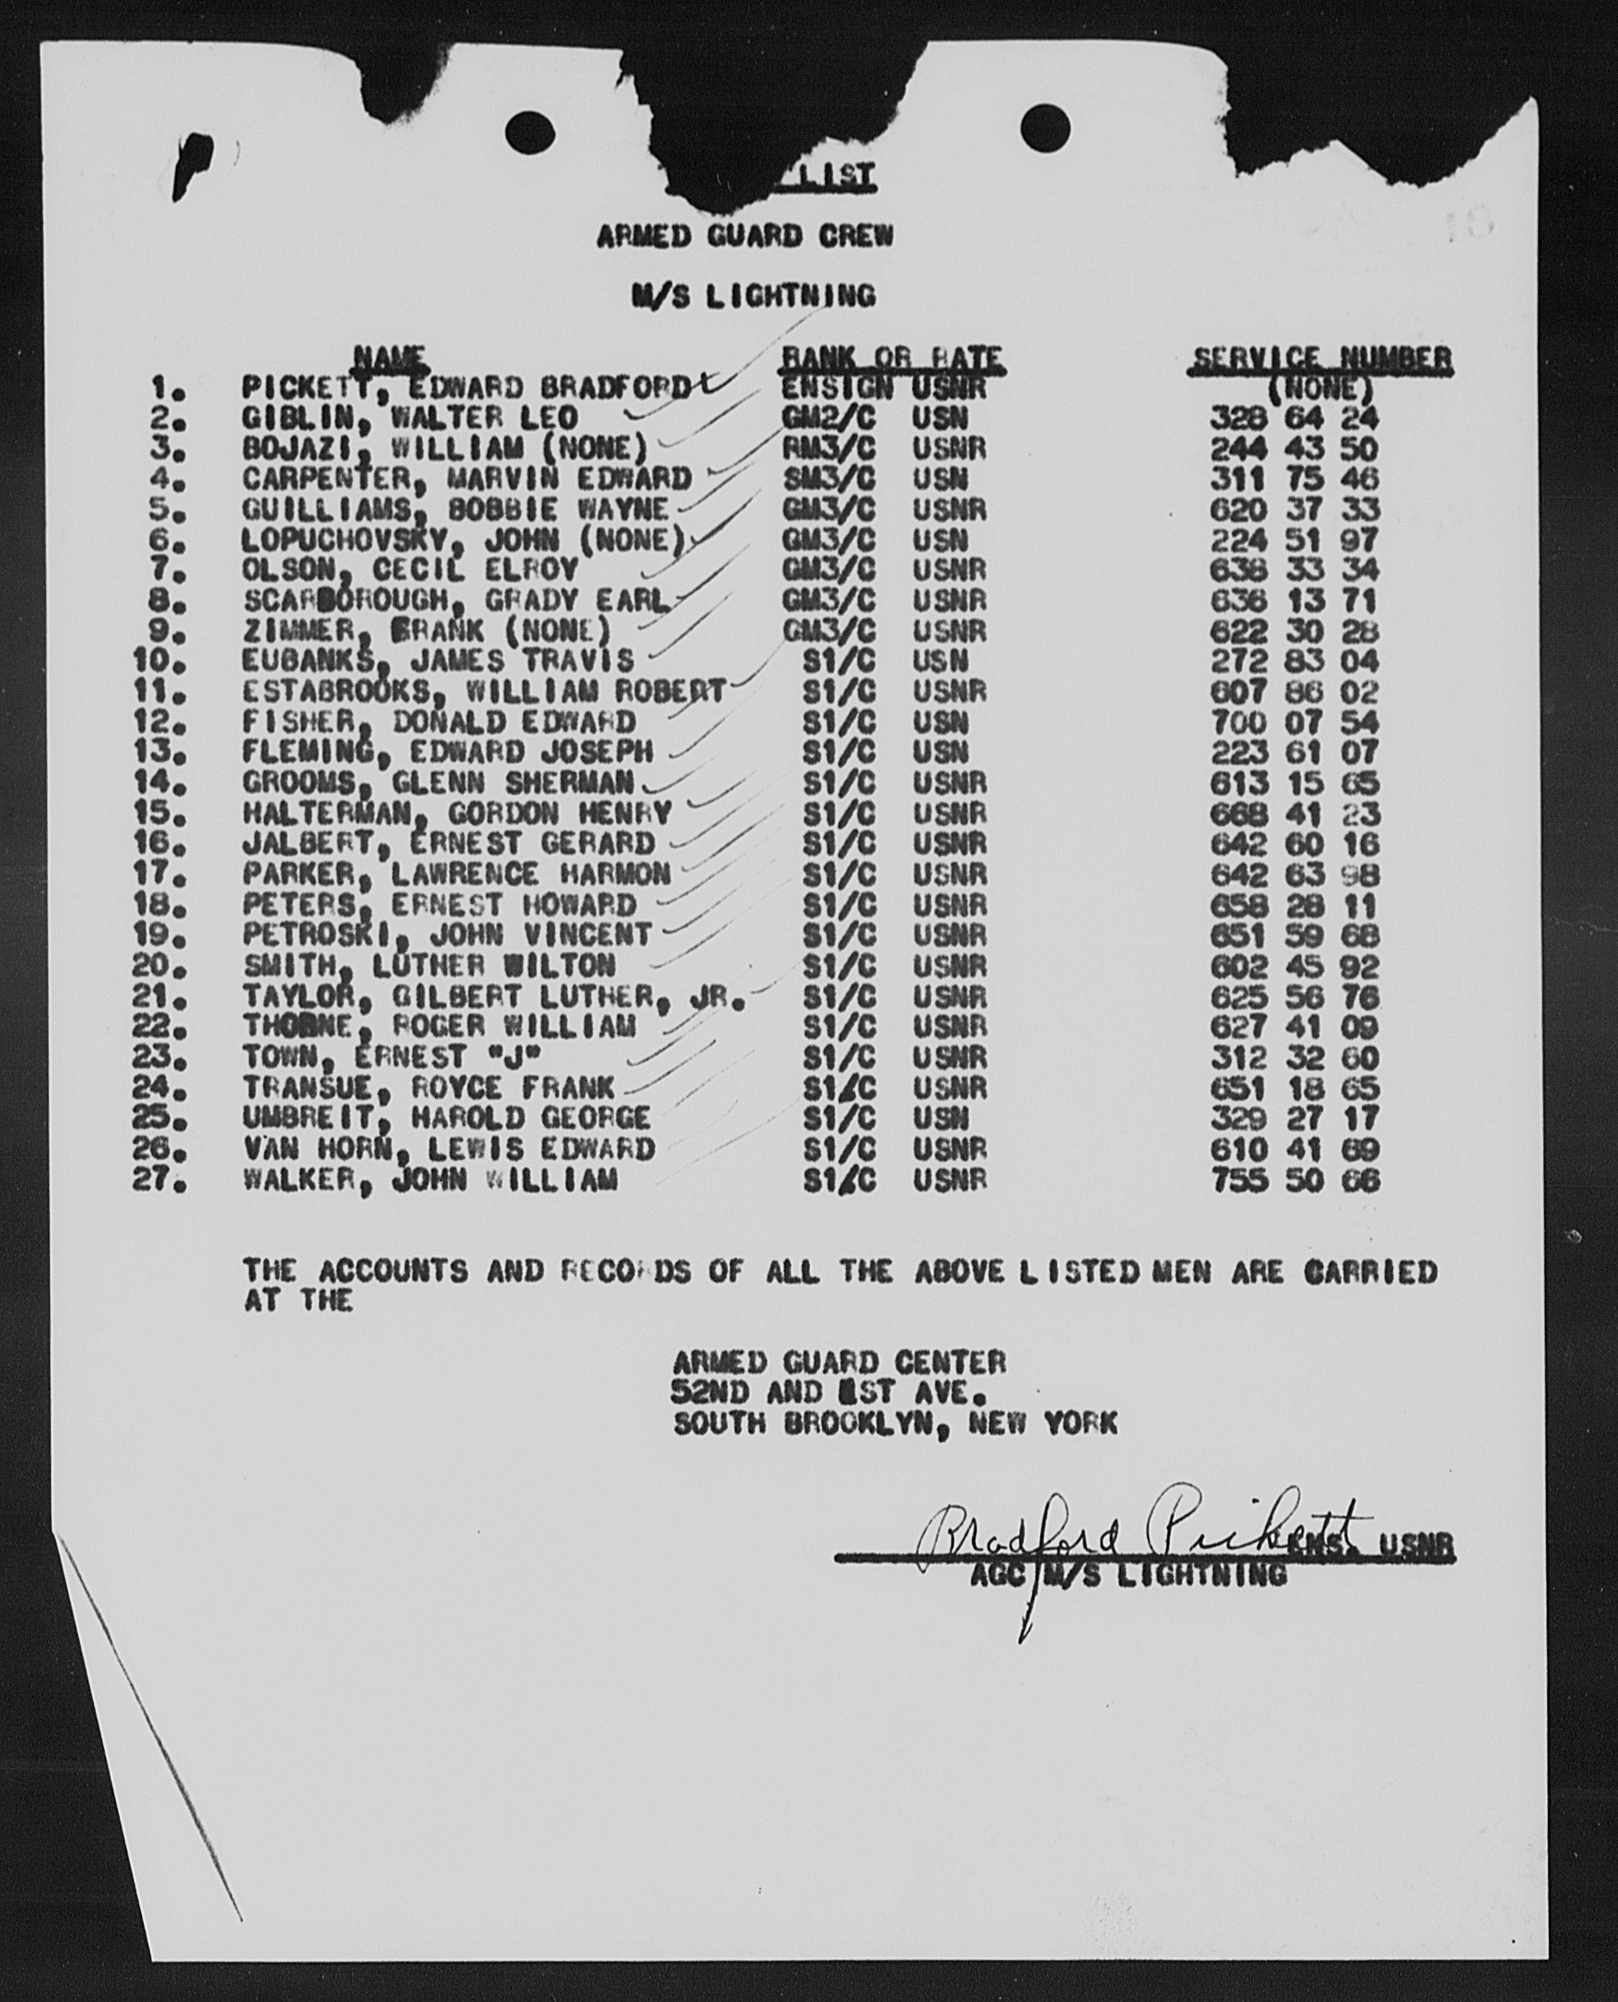 LIST
ARMED GUARD CREW
M/S LIGHTNING
NAME RANK OR RATE SERVICE NUMBER
1. PICKETT, EDWARD BRADFORD ENSIGN USNR (NONE)
2. GIBLIN, WALTER LEO GM2/C USN 328 64 24
3. BOJAZI, WILLIAM (NONE) RM3/C USNR 244 43 50
4. CARPENTER, MARVIN EDWARD SM3/C USN 311 75 46
5. GUILLIAMS, BOBBIE WAYNE GM3/C USNR 620 37 33
6. LOPUCHOVSKY, JOHN (NONE) GM3/C USN 224 51 97
7. OLSON, CECIL ELROY GM3/C USNR 638 33 34
8. SCARBOROUGH, GRADY EARL GM3/C USNR 636 13 71
9. ZIMMER, FRANK (NONE) GM3/C USNR 622 30 28
10. EUBANKS, JAMES TRAVIS S1/C USN 272 83 04
11. ESTABROOKS, WILLIAM ROBERT S1/C USNR 607 86 02
12. FISHER, DONALD EDWARD S1/C USN 700 07 54
13. FLEMING, EDWARD JOSEPH S1/C USN 223 61 07
14. GROOMS, GLENN SHERMAN S1/C USNR 613 15 65
15. HALTERMAN, GORDON HENRY S1/C USNR 668 41 23
16. JALBERT, ERNEST GERARD S1/C USNR 642 60 16
17. PARKER, LAWRENCE HARMON S1/C USNR 642 63 98
18. PETERS, ERNEST HOWARD S1/C USNR 658 28 11
19. PETROSKI, JOHN VINCENT S1/C USNR 651 59 68
20. SMITH, LUTHER WILTON S1/C USNR 602 45 92
21. TAYLOR, GILBERT LUTHER, JR. S1/C USNR 625 56 76
22. THORNE, ROGER WILLIAM S1/C USNR 627 41 09
23. TOWN, ERNEST "J" S1/C USNR 312 32 60
24. TRANSUE, ROYCE FRANK S1/C USNR 651 18 65
25. UMBREIT, HAROLD GEORGE S1/C USN 329 27 17
26. VAN HORN, LEWIS EDWARD S1/C USNR 610 41 69
27. WALKER, JOHN WILLIAM S1/C USNR 755 50 66
THE ACCOUNTS AND RECORDS OF ALL THE ABOVE LISTED MEN ARE CARRIED
AT THE
ARMED GUARD CENTER
52ND AND 1ST AVE.
SOUTH BROOKLYN, NEW YORK
Bradford Pickett ENS. USNR
AGC M/S LIGHTNING